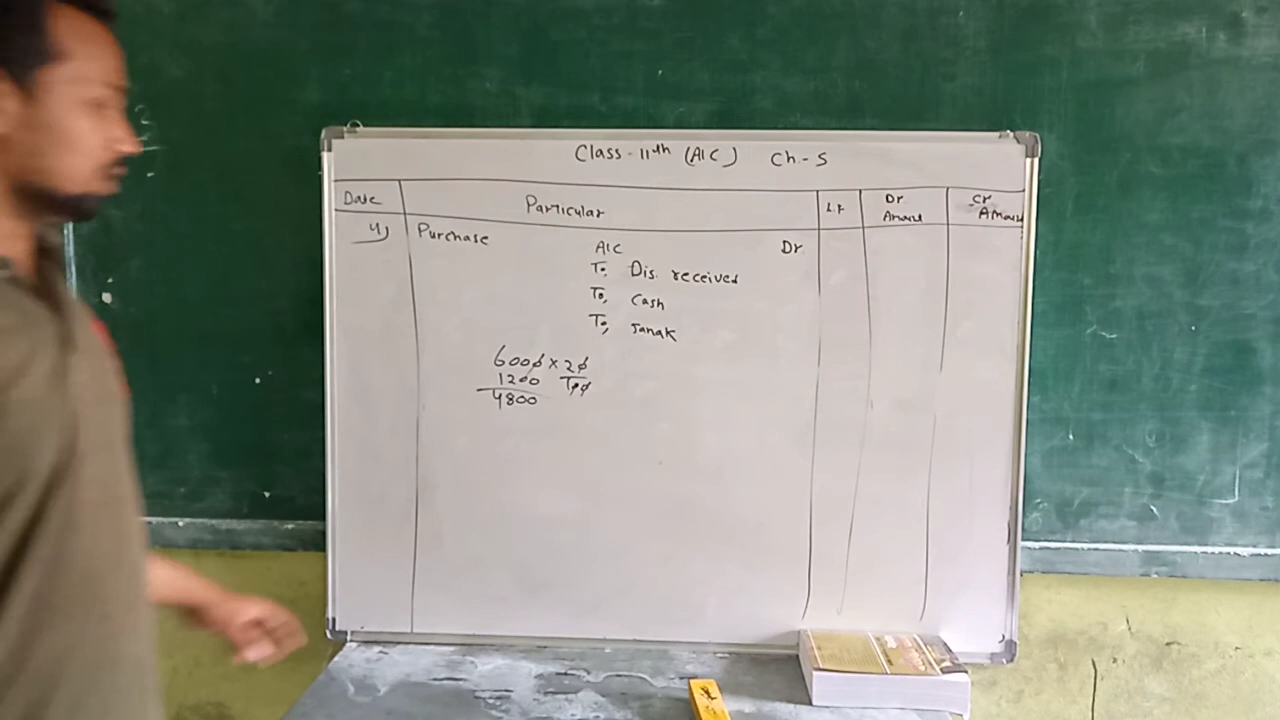 Class - 11th (A/C) Ch. - 5
Date Particular L.F Dr Amount Cr Amount
4) Purchase A/C Dr.
To, Dis. received
To, Cash
To, Janak
6000 × 20
1200 100
4800